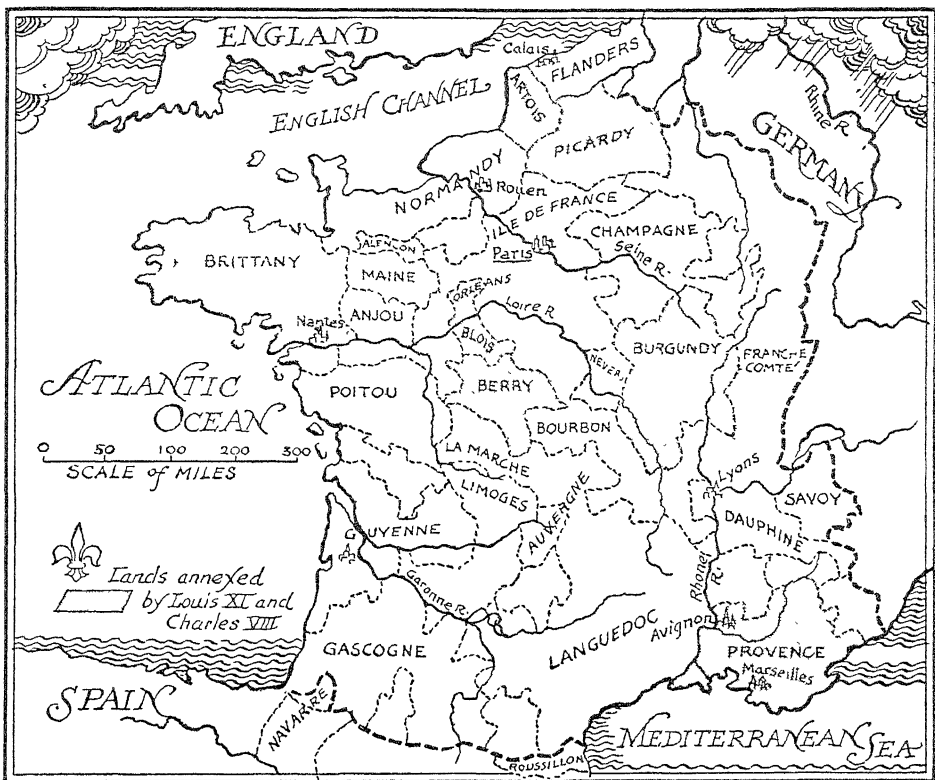 ENGLAND
Calais
FLANDERS
ARTOIS
ENGLISH CHANNEL
Rhine R.
GERMANY
PICARDY
NORMANDY
Rouen
ILE DE FRANCE
CHAMPAGNE
Seine R.
Paris
ALENCON
BRITTANY
MAINE
ORLEANS
Loire R.
ANJOU
Nantes
BLOIS
BURGUNDY
NEVER
FRANCHE
COMTE
ATLANTIC
OCEAN
POITOU
BERRY
BOURBON
0 50 100 200 300
SCALE of MILES
LA MARCHE
LIMOGES
AUVERGNE
Lyons
SAVOY
DAUPHINE
GUYENNE
Garonne R.
Rhone R.
Lands annexed
by Louis XI and
Charles VIII
GASCOGNE
LANGUEDOC
Avignon
PROVENCE
Marseilles
SPAIN
NAVARRE
ROUSSILLON
MEDITERRANEAN SEA